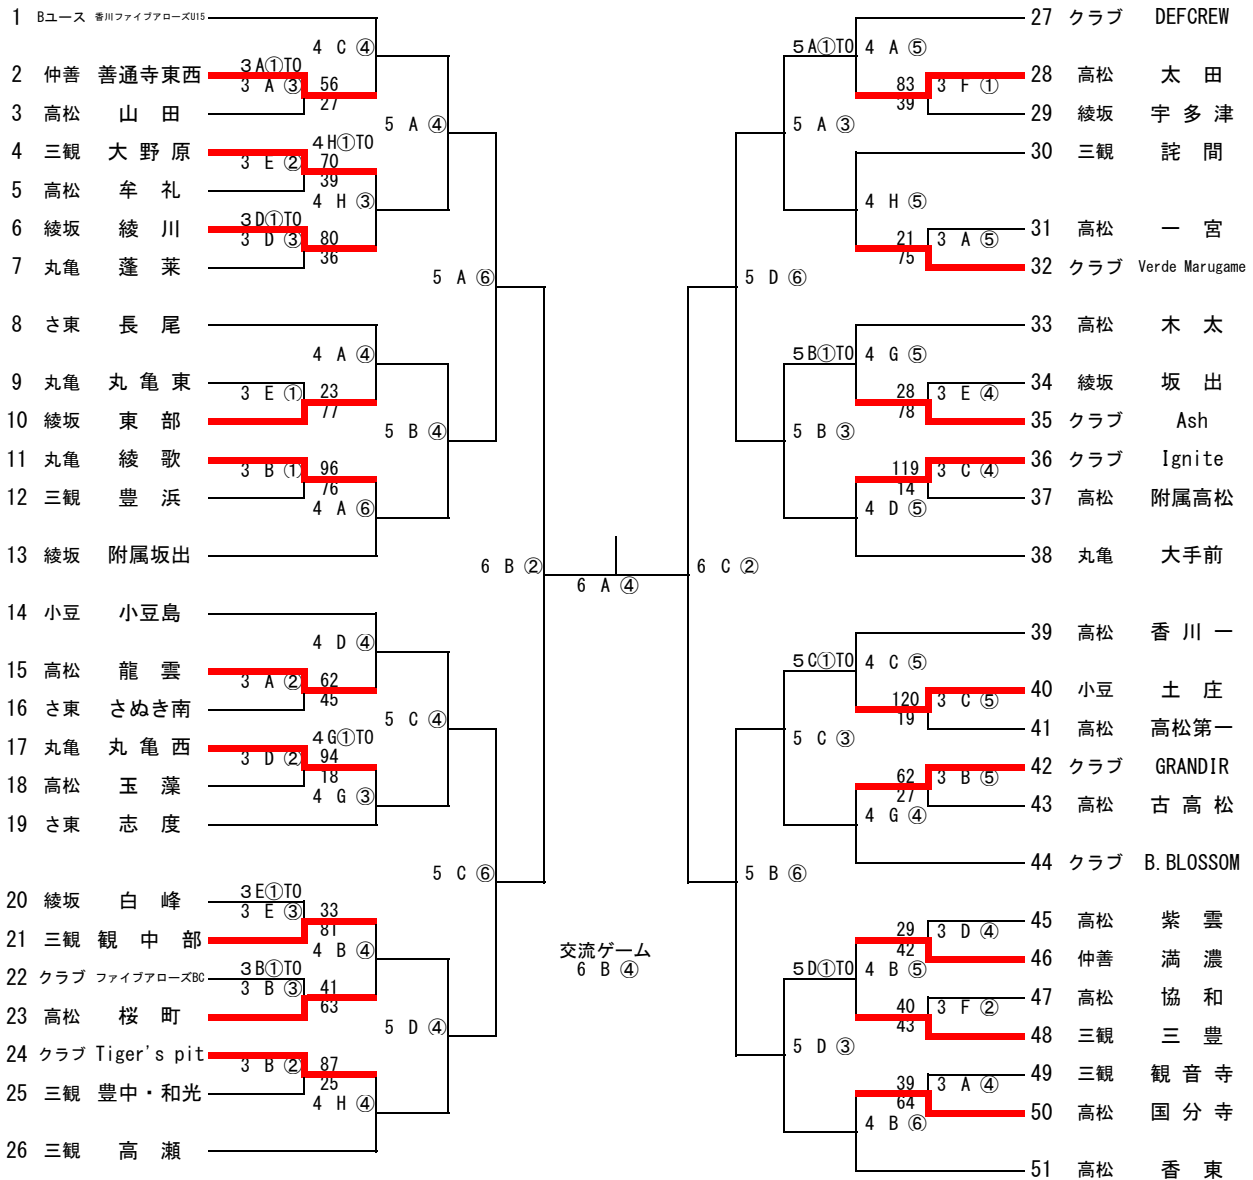 1 Bユース 香川ファイブアローズU15
4 C ④
2 仲善 善通寺東西
3A①TO
3 A ③ 56
27
3 高松 山 田
5 A ④
4 三観 大 野 原
4H①TO
3 E ② 70
39
5 高松 牟 礼
4 H ③
6 綾坂 綾 川
3D①TO
3 D ③ 80
36
7 丸亀 蓬 莱
5 A ⑥
8 さ東 長 尾
4 A ④
9 丸亀 丸 亀 東
3 E ① 23
77
10 綾坂 東 部
5 B ④
11 丸亀 綾 歌
3 B ① 96
76
12 三観 豊 浜
4 A ⑥
13 綾坂 附属坂出
6 B ②
14 小豆 小豆島
4 D ④
15 高松 龍 雲
3 A ② 62
45
16 さ東 さぬき南
5 C ④
17 丸亀 丸 亀 西
4G①TO
3 D ② 94
18
18 高松 玉 藻
4 G ③
19 さ東 志 度
5 C ⑥
20 綾坂 白 峰
3E①TO
3 E ③ 33
81
21 三観 観 中 部
4 B ④
22 クラブ ファイブアローズBC
3B①TO
3 B ③ 41
63
23 高松 桜 町
5 D ④
24 クラブ Tiger's pit
3 B ② 87
25
25 三観 豊中・和光
4 H ④
26 三観 高 瀬
6 A ④
交流ゲーム
6 B ④
27 クラブ DEFCREW
5A①TO 4 A ⑤
28 高松 太 田
83 3 F ①
39
29 綾坂 宇 多 津
5 A ③
30 三観 詫 間
4 H ⑤
31 高松 一 宮
21 3 A ⑤
75
32 クラブ Verde Marugame
5 D ⑥
33 高松 木 太
5B①TO 4 G ⑤
34 綾坂 坂 出
28 3 E ④
78
35 クラブ Ash
5 B ③
36 クラブ Ignite
119 3 C ④
14
37 高松 附属高松
4 D ⑤
38 丸亀 大手前
6 C ②
39 高松 香 川 一
5C①TO 4 C ⑤
40 小豆 土 庄
120 3 C ⑤
19
41 高松 高松第一
5 C ③
42 クラブ GRANDIR
62 3 B ⑤
27
43 高松 古 高 松
4 G ④
44 クラブ B.BLOSSOM
5 B ⑥
45 高松 紫 雲
29 3 D ④
42
46 仲善 満 濃
5D①TO 4 B ⑤
47 高松 協 和
40 3 F ②
43
48 三観 三 豊
5 D ③
49 三観 観 音 寺
39 3 A ④
64
50 高松 国 分 寺
4 B ⑥
51 高松 香 東